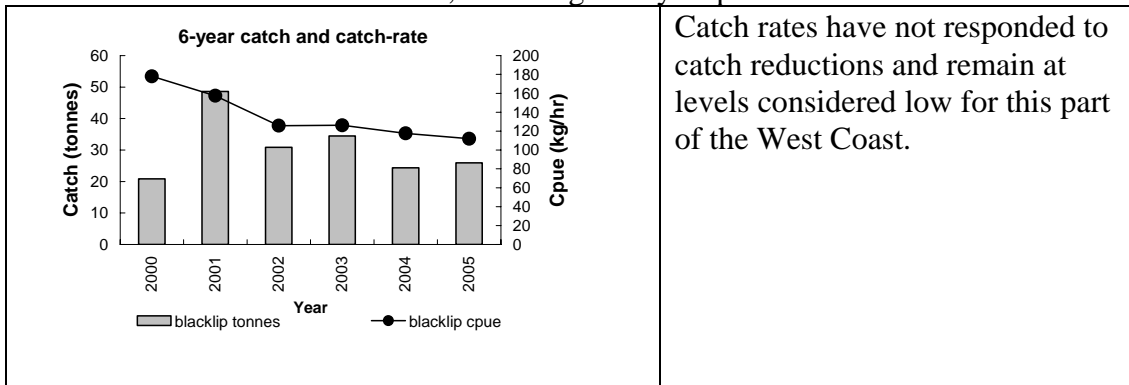 6-year catch and catch-rate
60
50
40
30
20
10
0
Catch (tonnes)
200
180
160
140
120
100
80
60
40
20
0
Cpue (kg/hr)
2000
2001
2002
2003
2004
2005
Year
blacklip tonnes
blacklip cpue
Catch rates have not responded to
catch reductions and remain at
levels considered low for this part
of the West Coast.